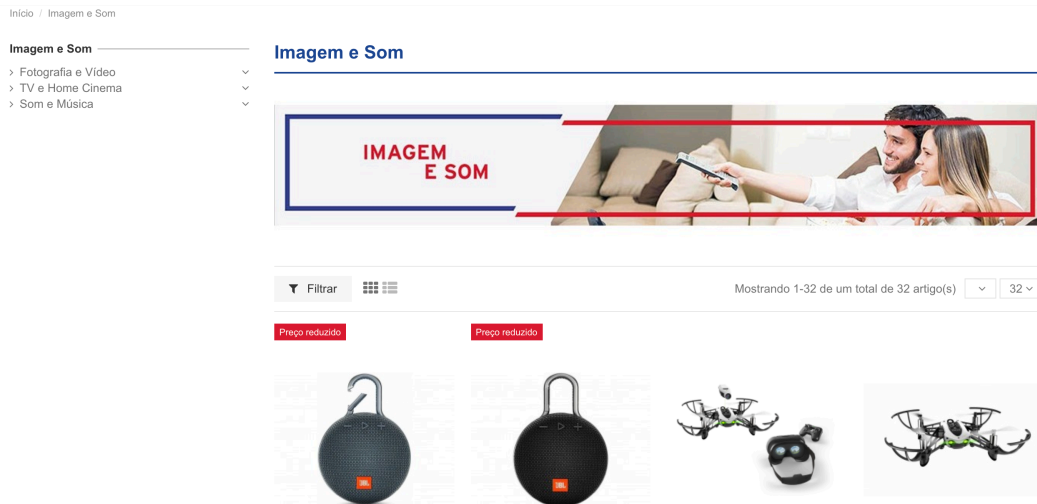 Início / Imagem e Som
Imagem e Som
Fotografia e Vídeo
TV e Home Cinema
Som e Música
Imagem e Som
IMAGEM
E SOM
Filtrar
Mostrando 1-32 de um total de 32 artigo(s)
32
Preço reduzido
Preço reduzido
JBL
JBL